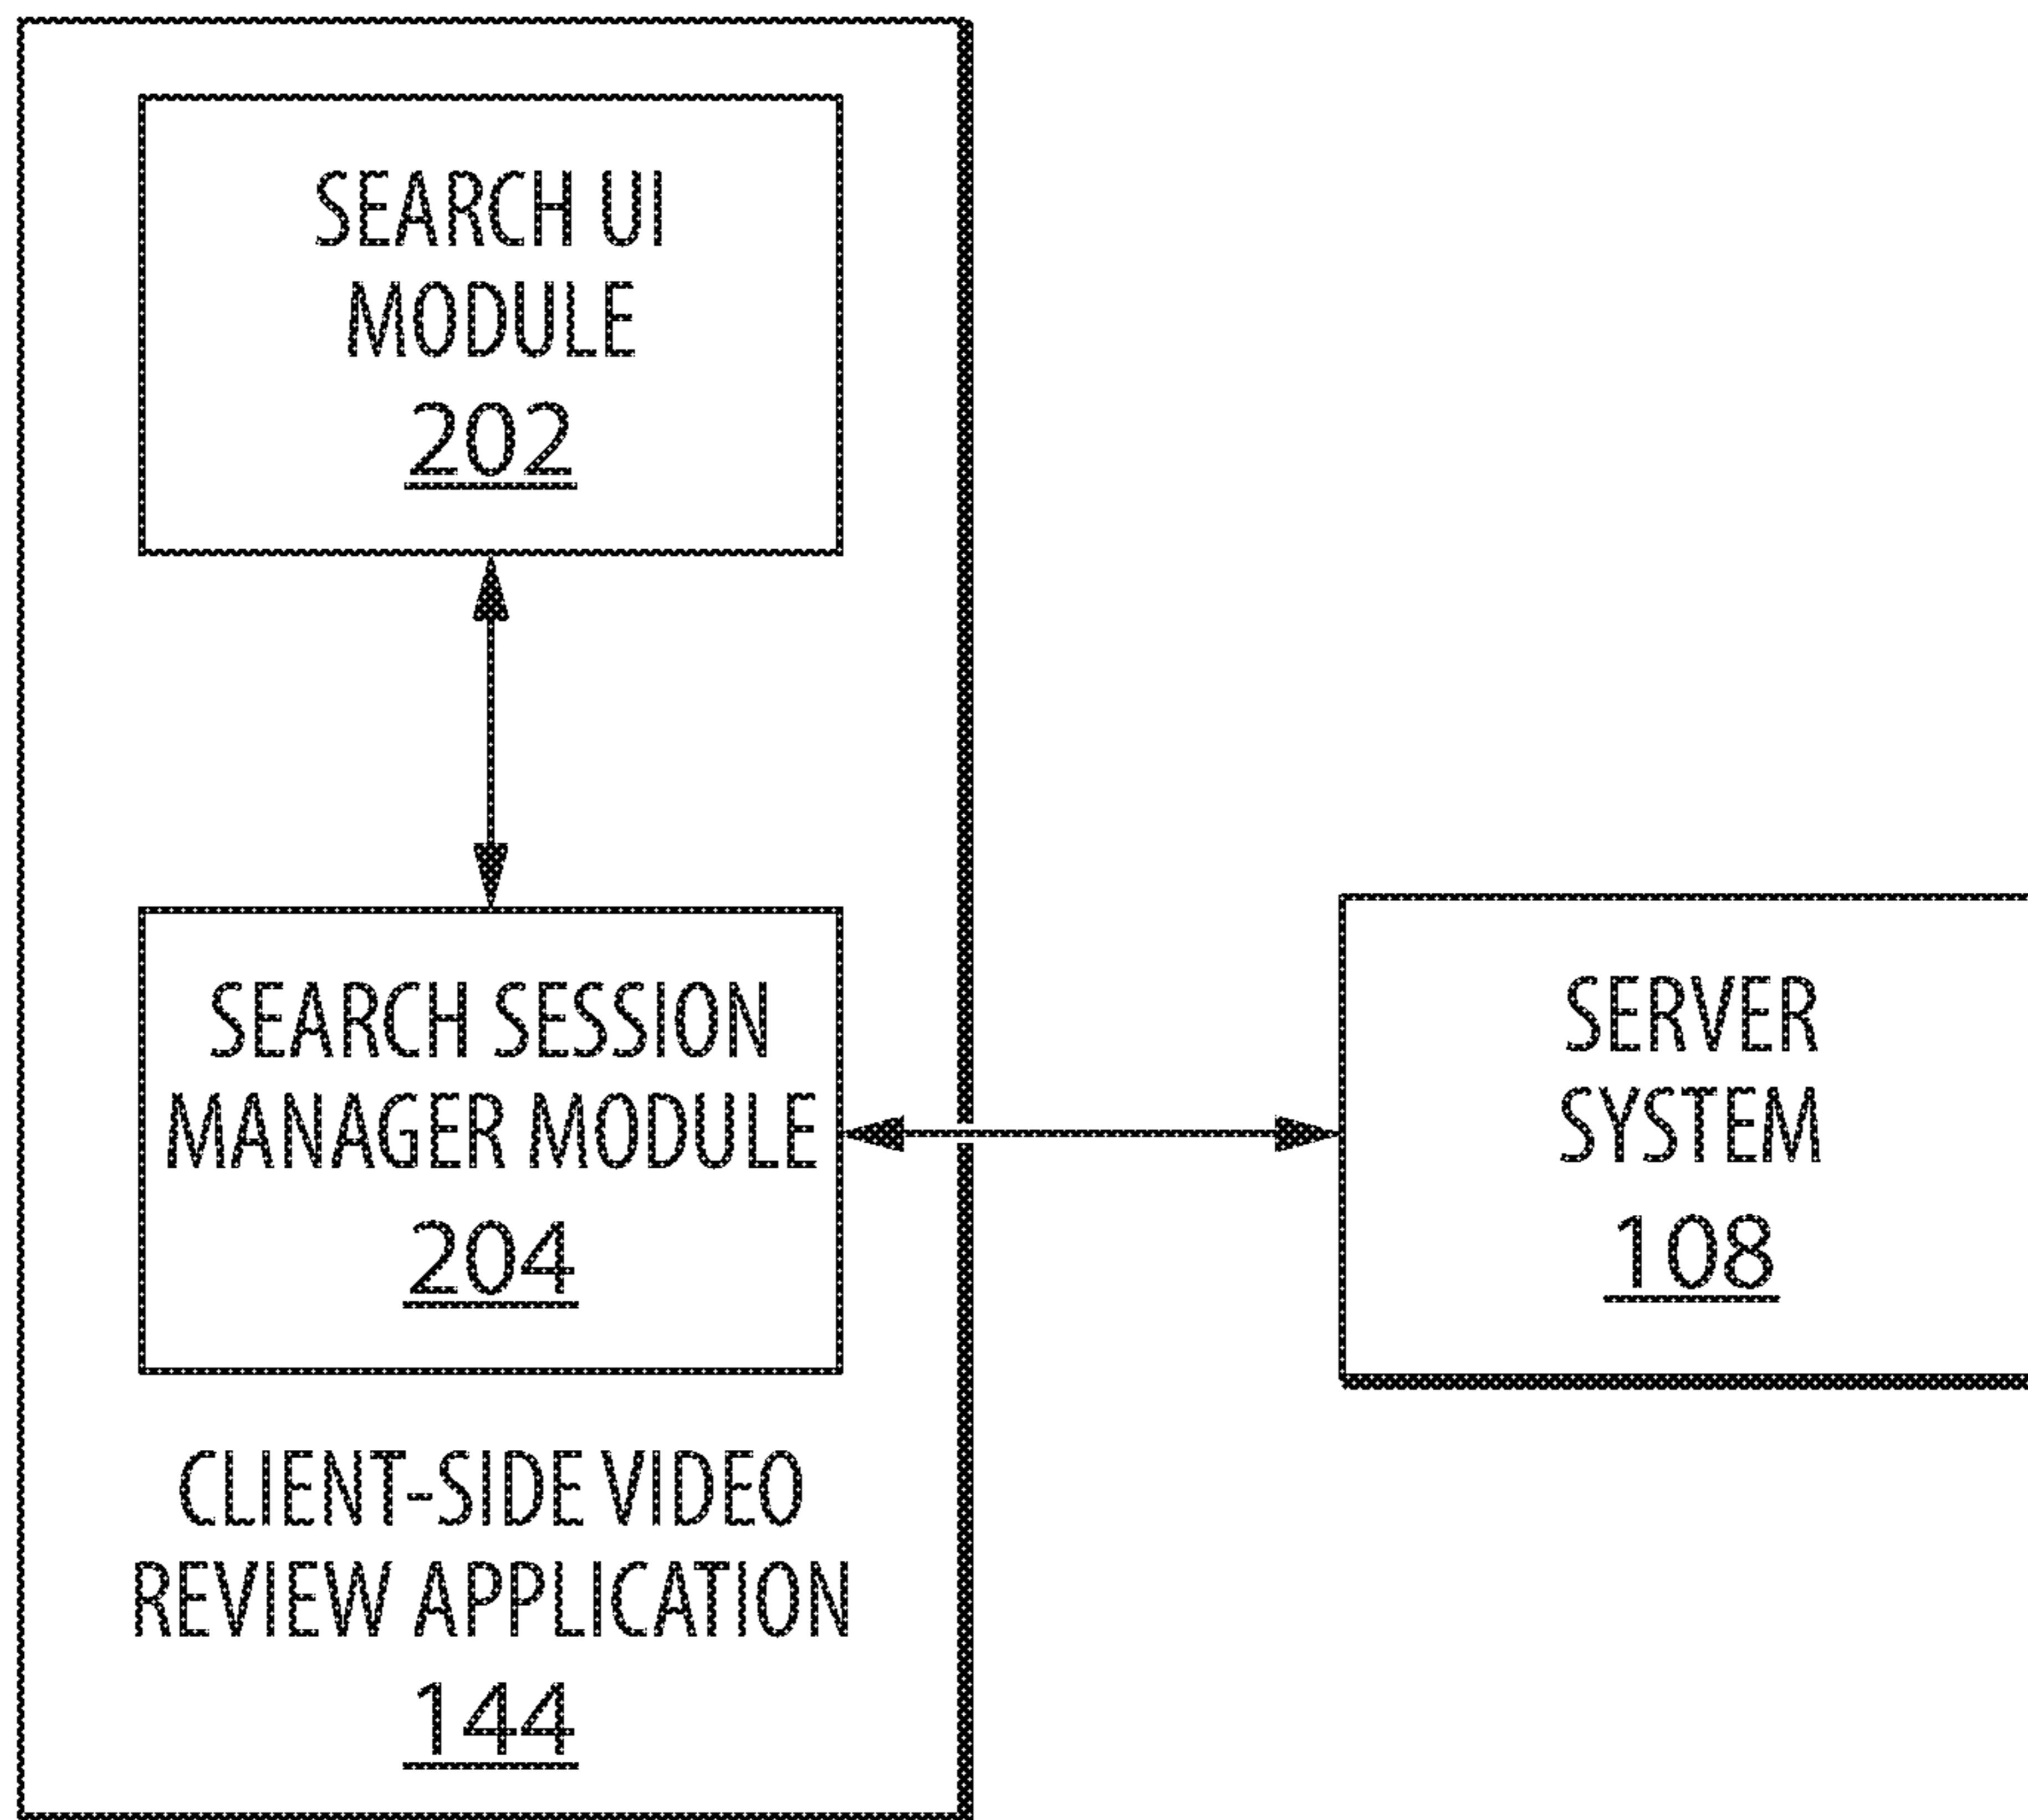 SEARCH UI
MODULE
202
SEARCH SESSION
MANAGER MODULE
204
CLIENT-SIDE VIDEO
REVIEW APPLICATION
144
SERVER
SYSTEM
108